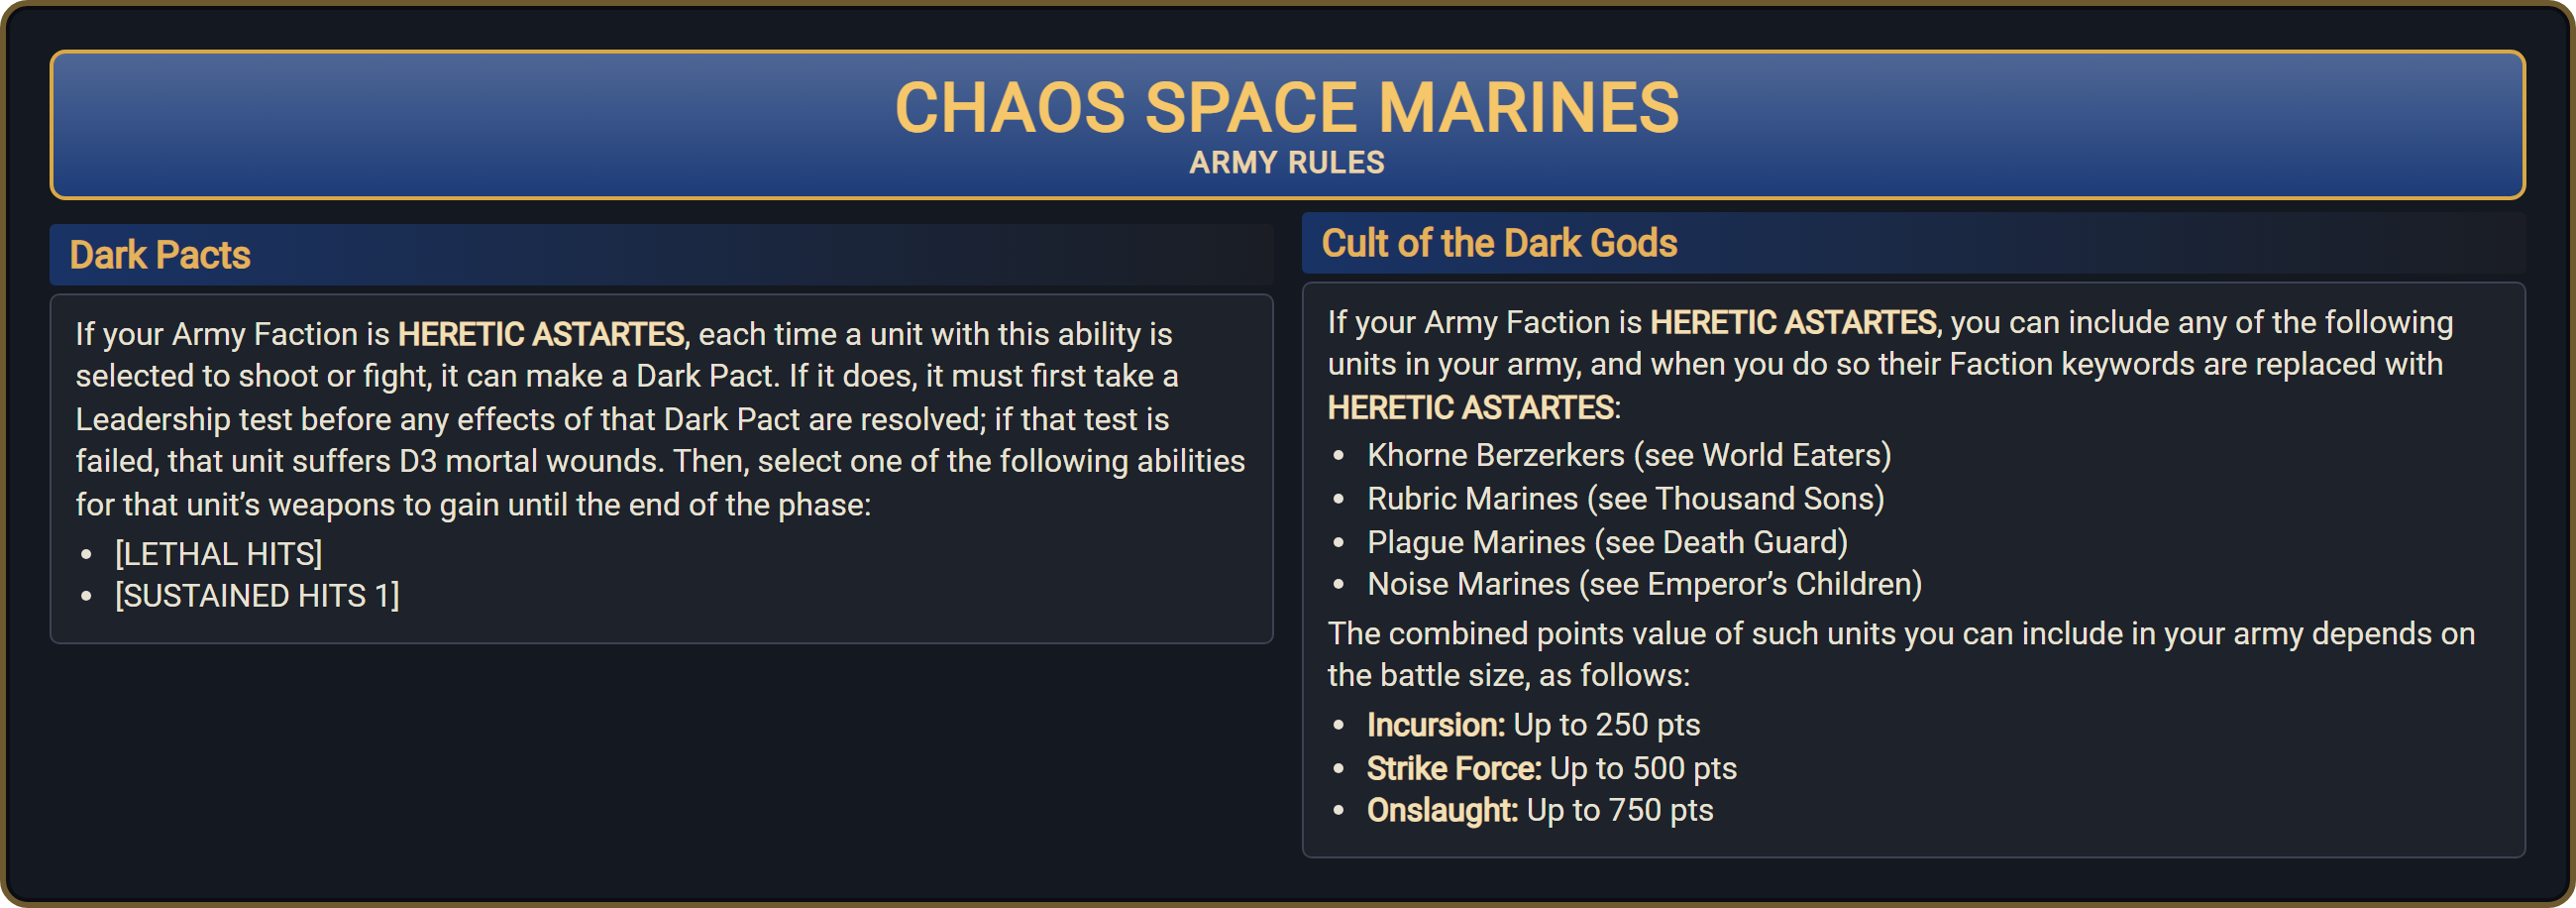 CHAOS SPACE MARINES
ARMY RULES
Dark Pacts
If your Army Faction is HERETIC ASTARTES, each time a unit with this ability is
selected to shoot or fight, it can make a Dark Pact. If it does, it must first take a
Leadership test before any effects of that Dark Pact are resolved; if that test is
failed, that unit suffers D3 mortal wounds. Then, select one of the following abilities
for that unit’s weapons to gain until the end of the phase:
• [LETHAL HITS]
• [SUSTAINED HITS 1]
Cult of the Dark Gods
If your Army Faction is HERETIC ASTARTES, you can include any of the following
units in your army, and when you do so their Faction keywords are replaced with
HERETIC ASTARTES:
• Khorne Berzerkers (see World Eaters)
• Rubric Marines (see Thousand Sons)
• Plague Marines (see Death Guard)
• Noise Marines (see Emperor’s Children)
The combined points value of such units you can include in your army depends on
the battle size, as follows:
• Incursion: Up to 250 pts
• Strike Force: Up to 500 pts
• Onslaught: Up to 750 pts